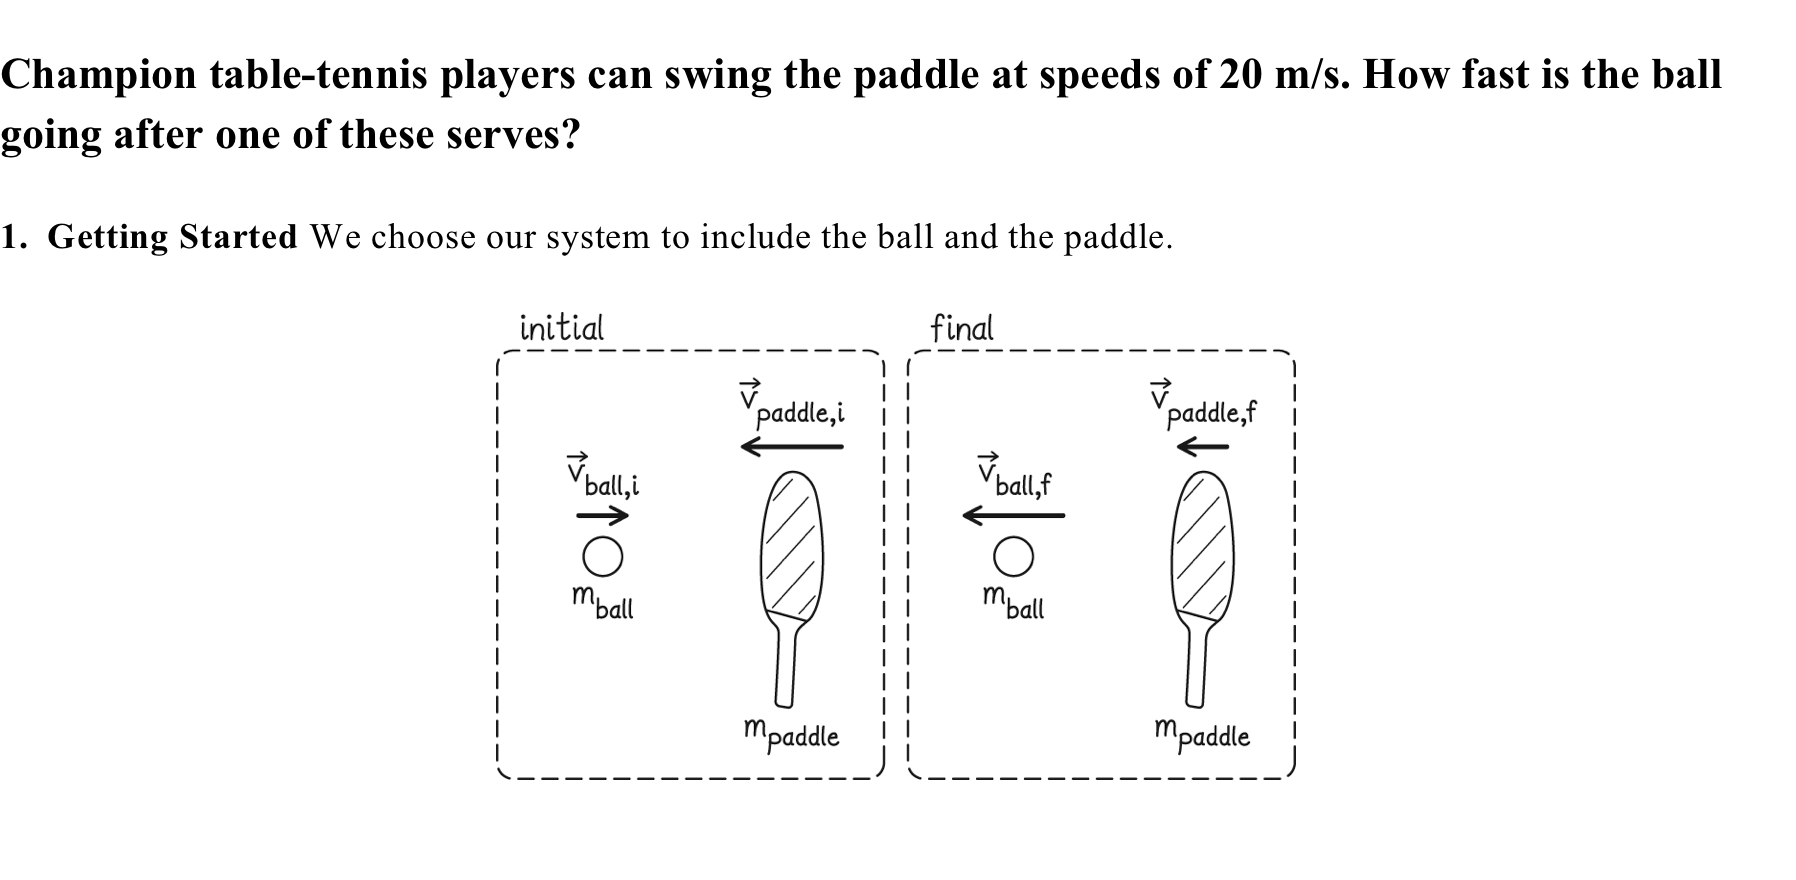 Champion table-tennis players can swing the paddle at speeds of 20 m/s. How fast is the ball
going after one of these serves?
1. Getting Started We choose our system to include the ball and the paddle.
initial
final
v⃗paddle,i
v⃗paddle,f
v⃗ball,i
v⃗ball,f
mball
mball
mpaddle
mpaddle